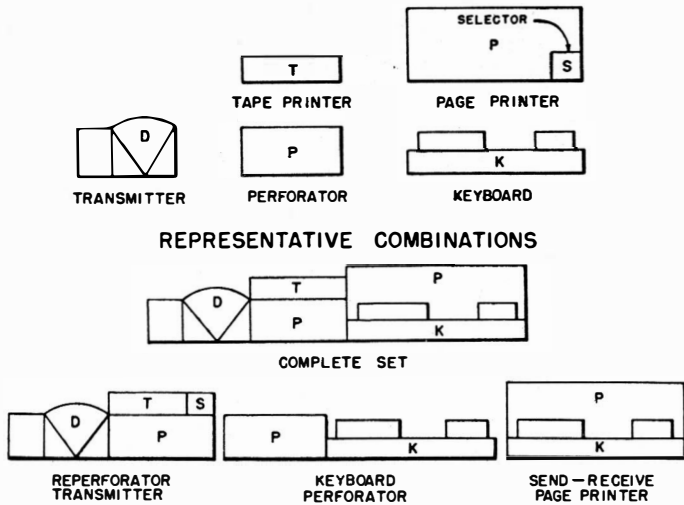 SELECTOR
P
S
T
TAPE PRINTER
PAGE PRINTER
D
TRANSMITTER
P
PERFORATOR
K
KEYBOARD
REPRESENTATIVE COMBINATIONS
D
T
P
P
K
COMPLETE SET
D
T
S
P
REPERFORATOR
TRANSMITTER
P
K
KEYBOARD
PERFORATOR
P
K
SEND-RECEIVE
PAGE PRINTER